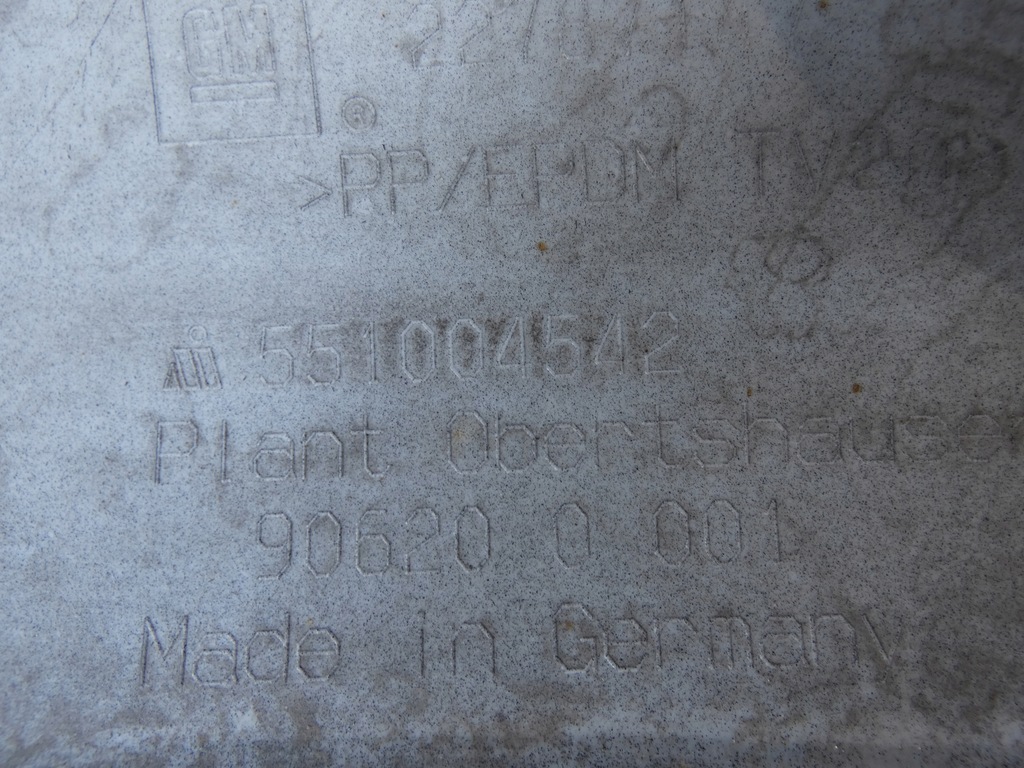 GM
®
>PP/EPDM
551004542
Plant Obertshausen
90620 0 001
Made in Germany